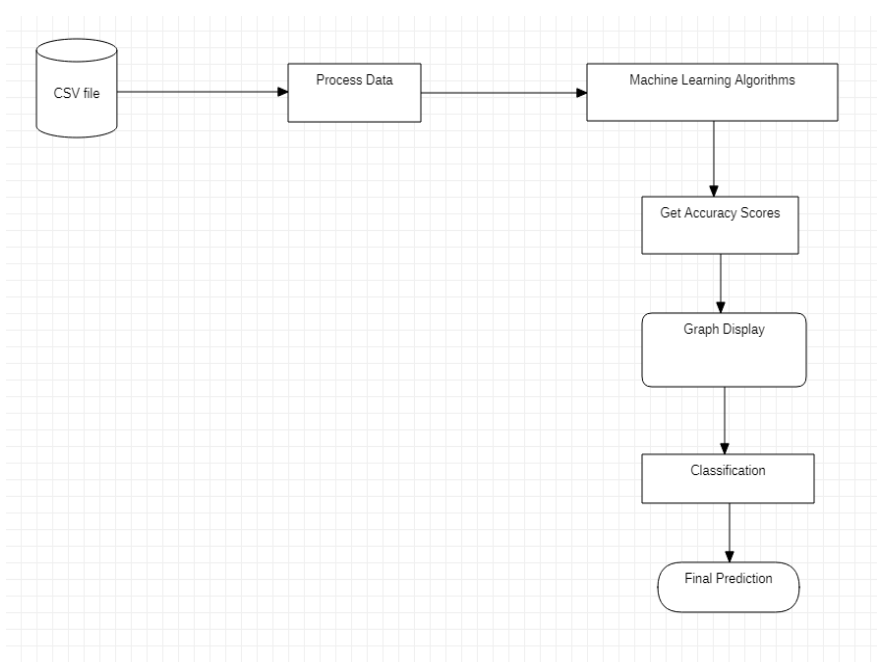 CSV file
Process Data
Machine Learning Algorithms
Get Accuracy Scores
Graph Display
Classification
Final Prediction